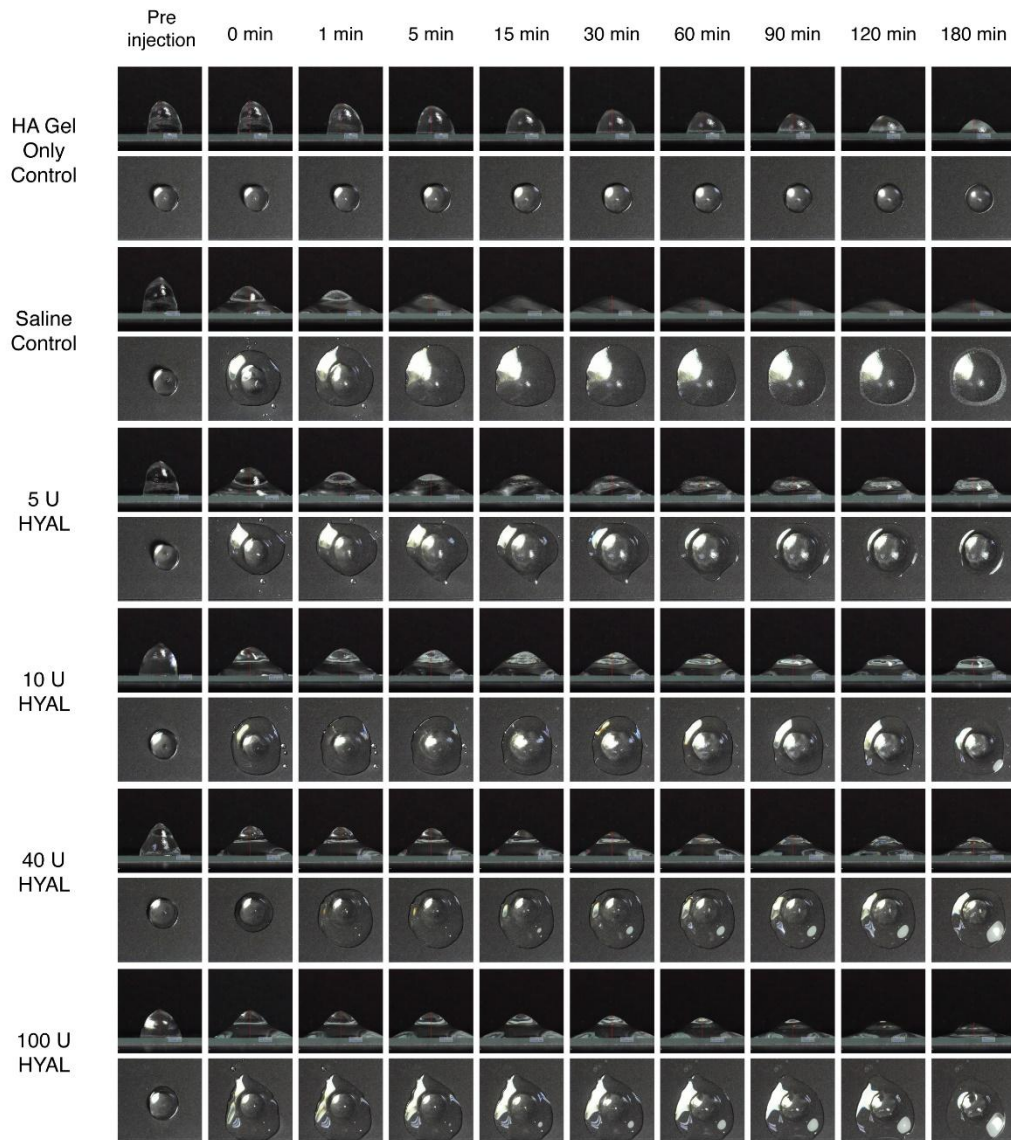 Pre
injection
0 min
1 min
5 min
15 min
30 min
60 min
90 min
120 min
180 min
HA Gel
Only
Control
Saline
Control
5 U
HYAL
10 U
HYAL
40 U
HYAL
100 U
HYAL